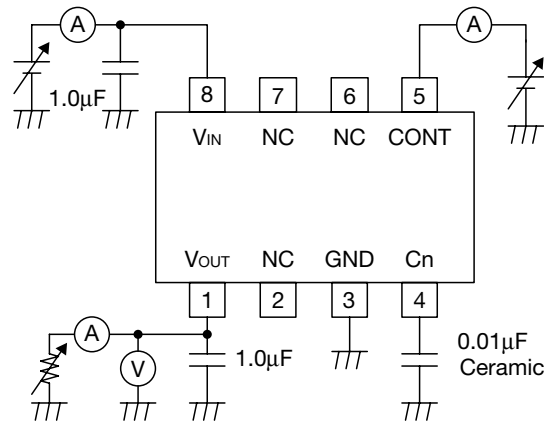 A A
1.0µF
8 7 6 5
VIN NC NC CONT
VOUT NC GND Cn
1 2 3 4
A
V
1.0µF
0.01µF
Ceramic